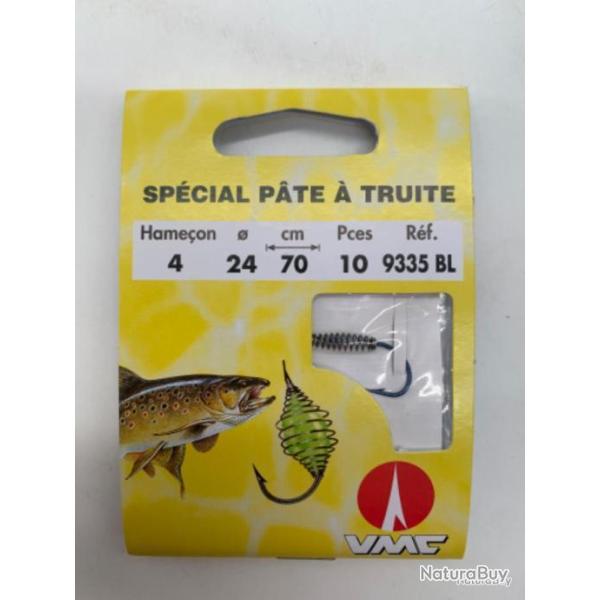 SPÉCIAL PÂTE À TRUITE
Hameçon ø cm Pces Réf.
4 24 70 10 9335 BL
VMC
NaturaBuy